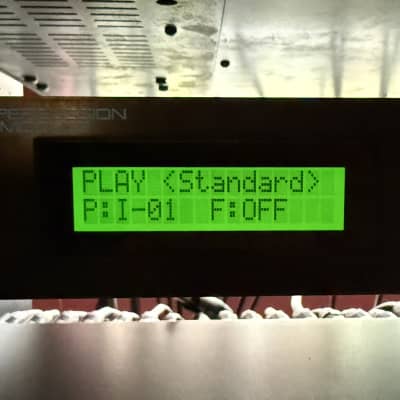 PERCUSSION
PLAY <Standard>
P:I-01 F:OFF